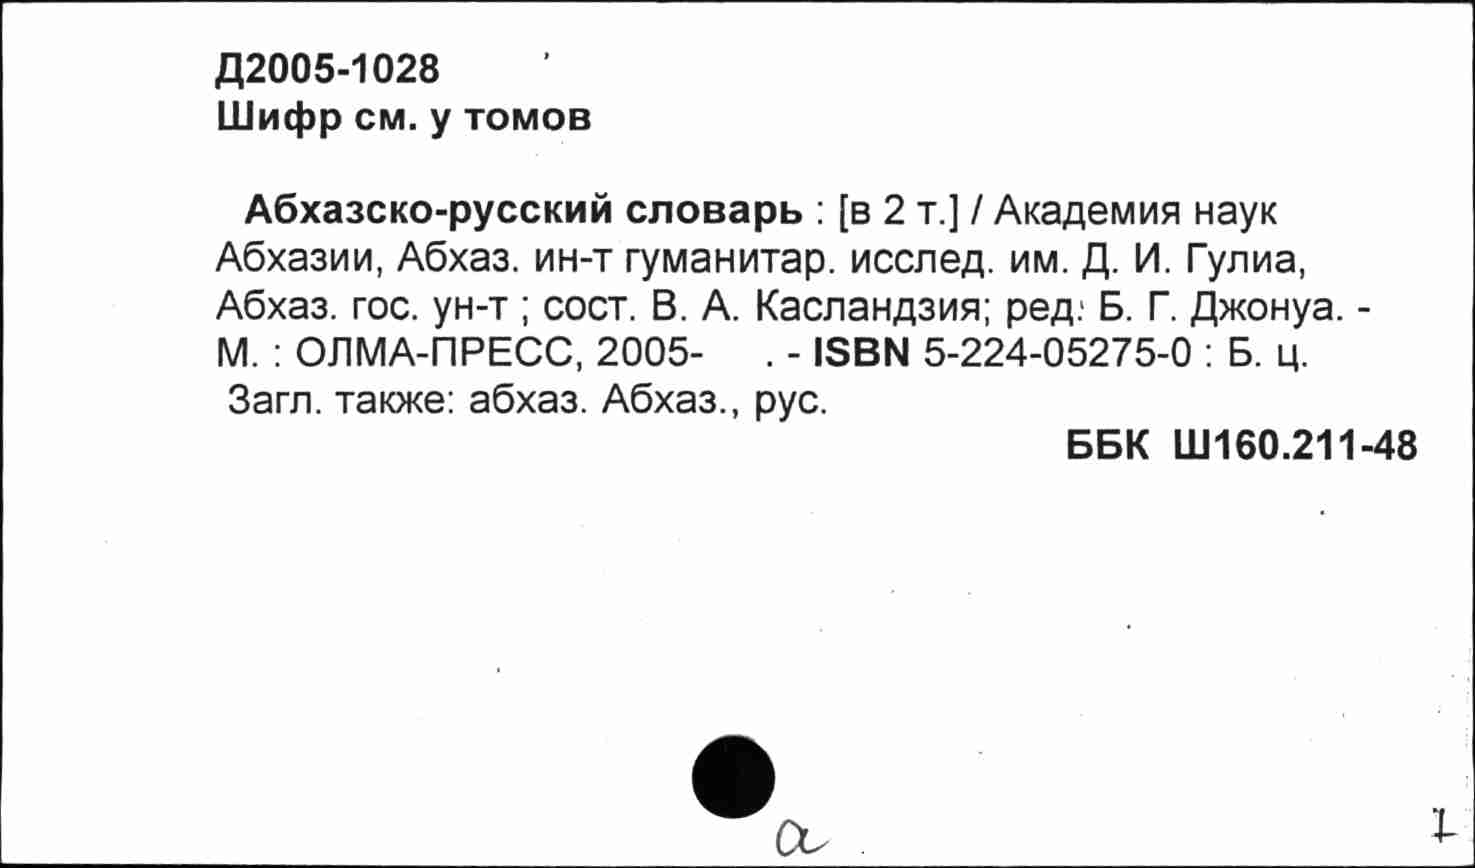 Д2005-1028
Шифр см. у томов
Абхазско-русский словарь : [в 2 т.] / Академия наук
Абхазии, Абхаз. ин-т гуманитар. исслед. им. Д. И. Гулиа,
Абхаз. гос. ун-т ; сост. В. А. Касландзия; ред. Б. Г. Джонуа. -
М. : ОЛМА-ПРЕСС, 2005- . - ISBN 5-224-05275-0 : Б. ц.
Загл. также: абхаз. Абхаз., рус.
ББК Ш160.211-48
а